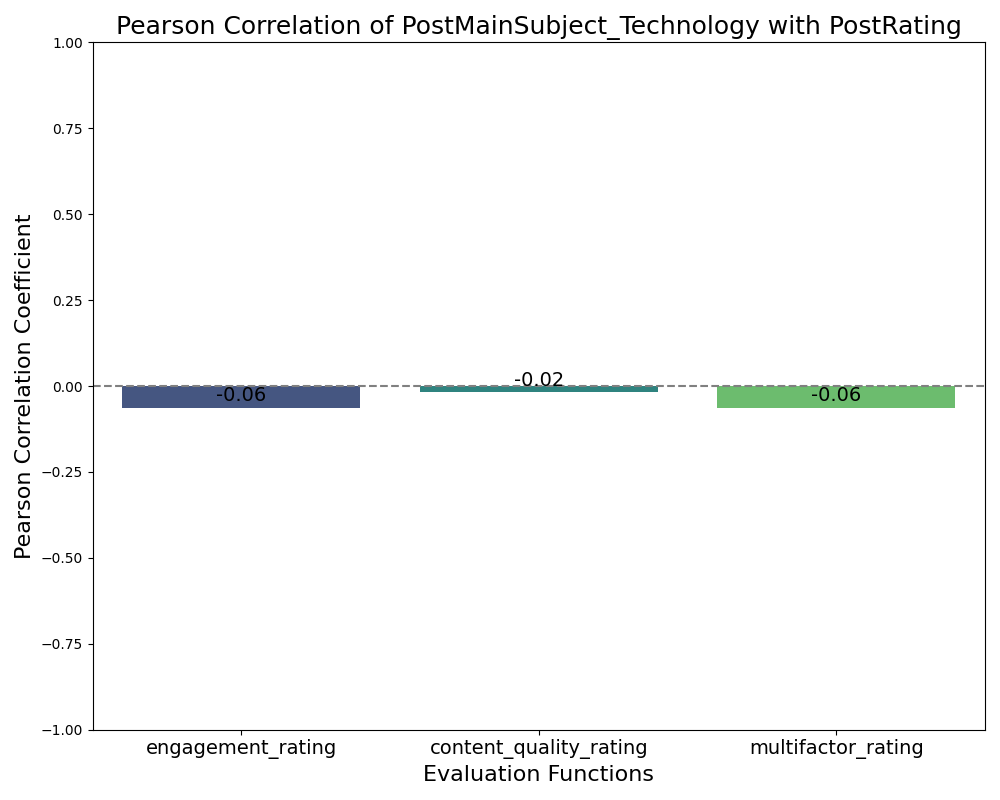 Pearson Correlation of PostMainSubject_Technology with PostRating
Pearson Correlation Coefficient
1.00
0.75
0.50
0.25
0.00
−0.25
−0.50
−0.75
−1.00
-0.06
-0.02
-0.06
engagement_rating
content_quality_rating
multifactor_rating
Evaluation Functions